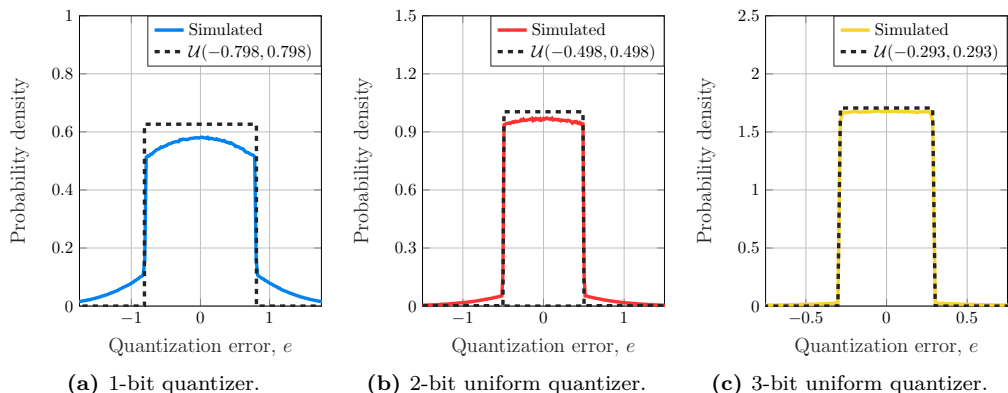 Probability density
1
0.8
0.6
0.4
0.2
0
−1
0
1
Quantization error, e
Simulated
𝒰(−0.798, 0.798)
(a) 1-bit quantizer.
Probability density
1.5
1.2
0.9
0.6
0.3
0
−1
0
1
Quantization error, e
Simulated
𝒰(−0.498, 0.498)
(b) 2-bit uniform quantizer.
Probability density
2.5
2
1.5
1
0.5
0
−0.5
0
0.5
Quantization error, e
Simulated
𝒰(−0.293, 0.293)
(c) 3-bit uniform quantizer.